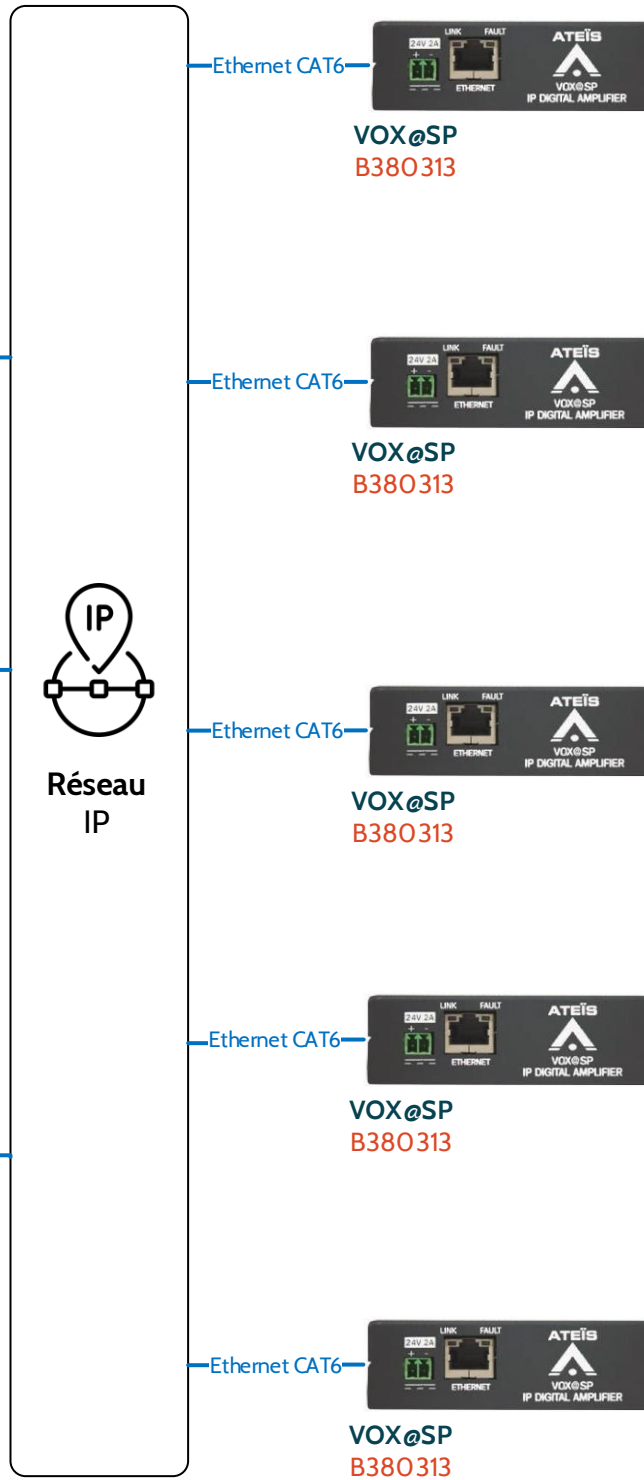 Ethernet CAT6
LINK FAULT
24V 2A
+ -
ETHERNET
ATEÏS
VOX@SP
IP DIGITAL AMPLIFIER
VOX@SP
B380313
Ethernet CAT6
LINK FAULT
24V 2A
+ -
ETHERNET
ATEÏS
VOX@SP
IP DIGITAL AMPLIFIER
VOX@SP
B380313
IP
Réseau
IP
Ethernet CAT6
LINK FAULT
24V 2A
+ -
ETHERNET
ATEÏS
VOX@SP
IP DIGITAL AMPLIFIER
VOX@SP
B380313
Ethernet CAT6
LINK FAULT
24V 2A
+ -
ETHERNET
ATEÏS
VOX@SP
IP DIGITAL AMPLIFIER
VOX@SP
B380313
Ethernet CAT6
LINK FAULT
24V 2A
+ -
ETHERNET
ATEÏS
VOX@SP
IP DIGITAL AMPLIFIER
VOX@SP
B380313